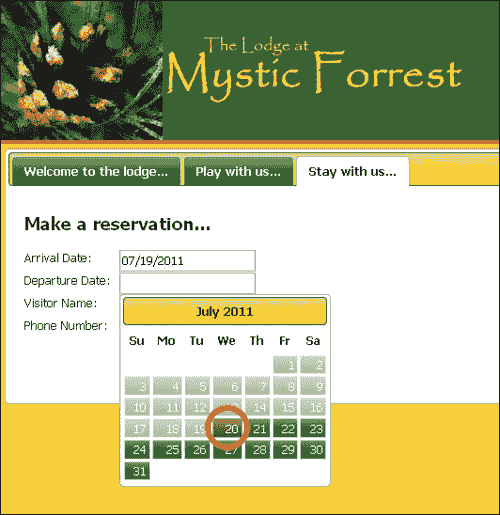 The Lodge at
Mystic Forrest
Welcome to the lodge... Play with us... Stay with us...
Make a reservation...
Arrival Date: 07/19/2011
Departure Date:
Visitor Name:
Phone Number:
July 2011
Su Mo Tu We Th Fr Sa
1 2
3 4 5 6 7 8 9
10 11 12 13 14 15 16
17 18 19 20 21 22 23
24 25 26 27 28 29 30
31